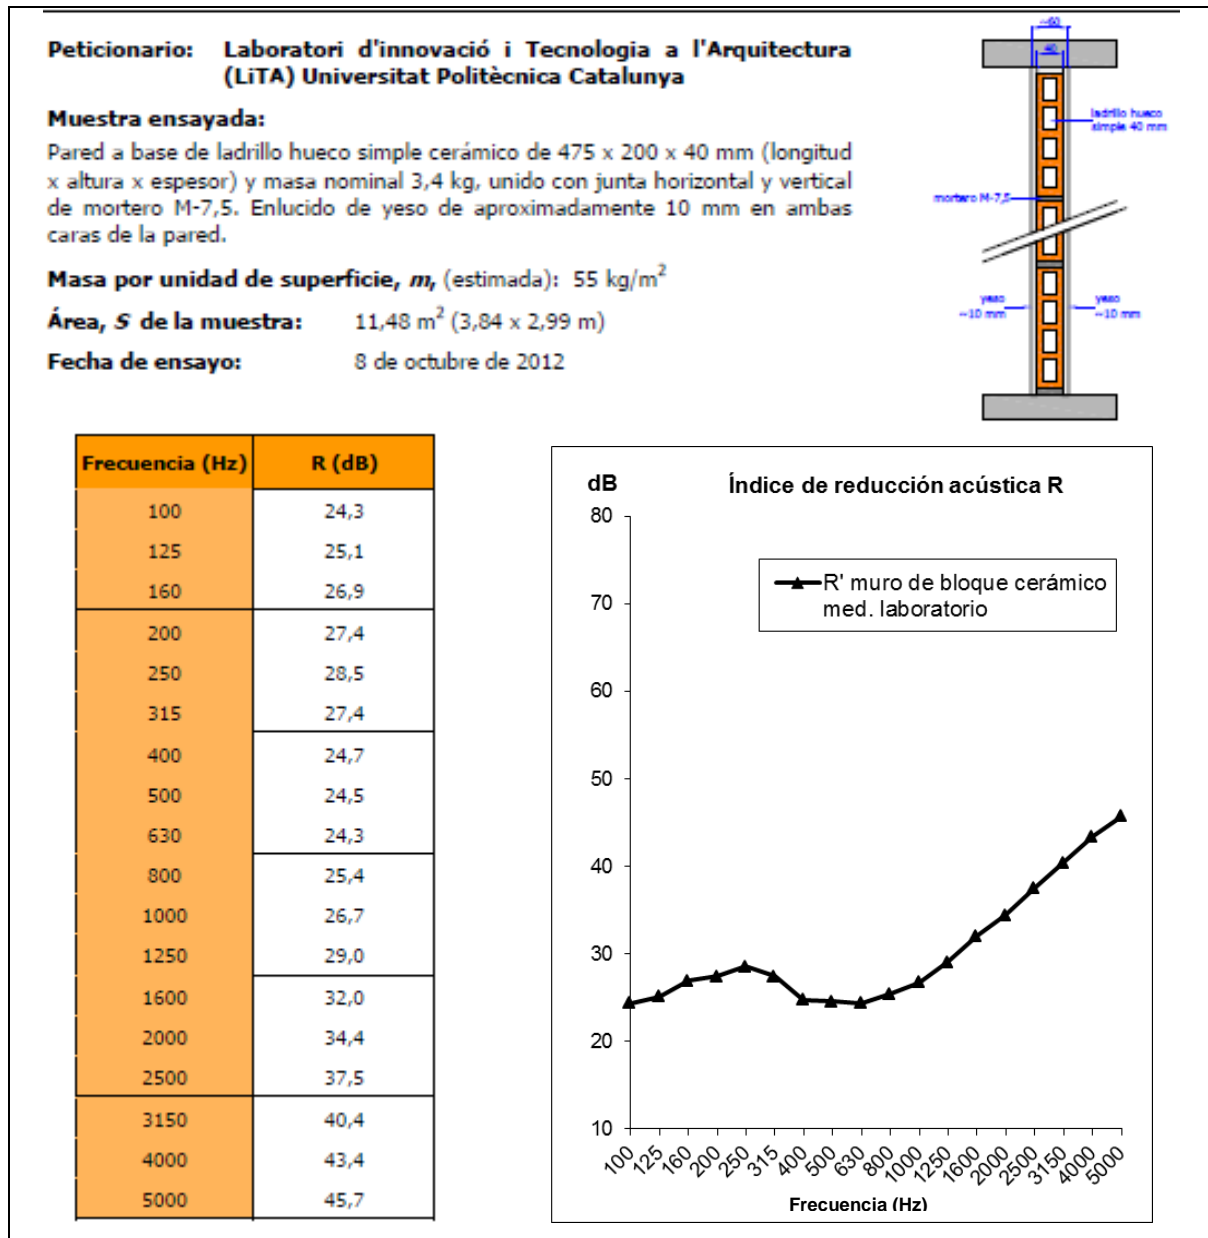 Peticionario: Laboratori d'innovació i Tecnologia a l'Arquitectura
(LiTA) Universitat Politècnica Catalunya
Muestra ensayada:
Pared a base de ladrillo hueco simple cerámico de 475 x 200 x 40 mm (longitud
x altura x espesor) y masa nominal 3,4 kg, unido con junta horizontal y vertical
de mortero M-7,5. Enlucido de yeso de aproximadamente 10 mm en ambas
caras de la pared.
Masa por unidad de superficie, m, (estimada): 55 kg/m²
Área, S de la muestra: 11,48 m² (3,84 x 2,99 m)
Fecha de ensayo: 8 de octubre de 2012
~60
40
ladrillo hueco
simple 40 mm
mortero M-7,5
yeso
~10 mm
yeso
~10 mm
Frecuencia (Hz) R (dB)
100 24,3
125 25,1
160 26,9
200 27,4
250 28,5
315 27,4
400 24,7
500 24,5
630 24,3
800 25,4
1000 26,7
1250 29,0
1600 32,0
2000 34,4
2500 37,5
3150 40,4
4000 43,4
5000 45,7
dB Índice de reducción acústica R
80
70
60
50
40
30
20
10
R' muro de bloque cerámico
med. laboratorio
100 125 160 200 250 315 400 500 630 800 1000 1250 1600 2000 2500 3150 4000 5000
Frecuencia (Hz)